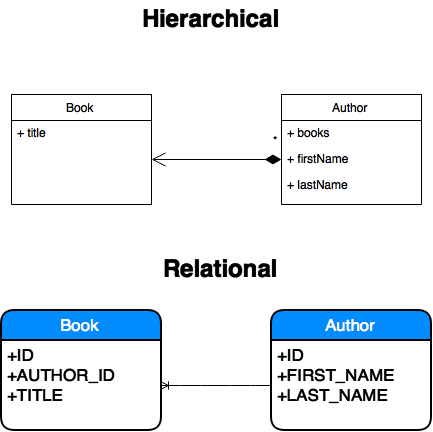 Hierarchical
Book
+ title
Author
*
+ books
+ firstName
+ lastName
Relational
Book
+ID
+AUTHOR_ID
+TITLE
Author
+ID
+FIRST_NAME
+LAST_NAME